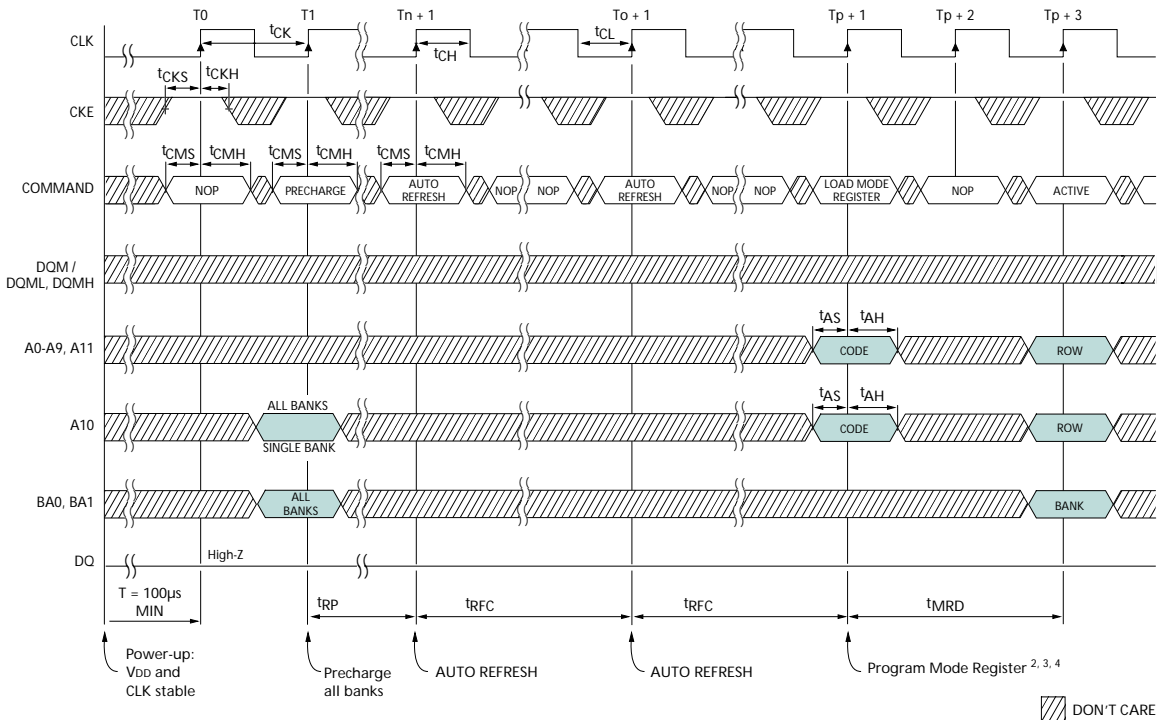 T0 T1 Tn + 1 To + 1 Tp + 1 Tp + 2 Tp + 3
CLK
tCK
tCH
tCL
CKE
tCKS tCKH
COMMAND
tCMS tCMH tCMS tCMH tCMS tCMH
NOP PRECHARGE AUTO REFRESH NOP NOP AUTO REFRESH NOP NOP LOAD MODE REGISTER NOP ACTIVE
DQM /
DQML, DQMH
A0-A9, A11
tAS tAH
CODE ROW
A10
ALL BANKS
SINGLE BANK
tAS tAH
CODE ROW
BA0, BA1
ALL
BANKS
BANK
DQ
High-Z
T = 100µs
MIN
tRP tRFC tRFC tMRD
Power-up:
VDD and
CLK stable
Precharge
all banks
AUTO REFRESH
AUTO REFRESH
Program Mode Register 2, 3, 4
DON'T CARE